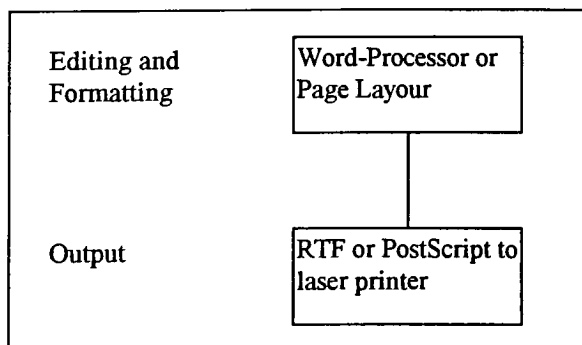 Editing and
Formatting
Word-Processor or
Page Layour
Output
RTF or PostScript to
laser printer